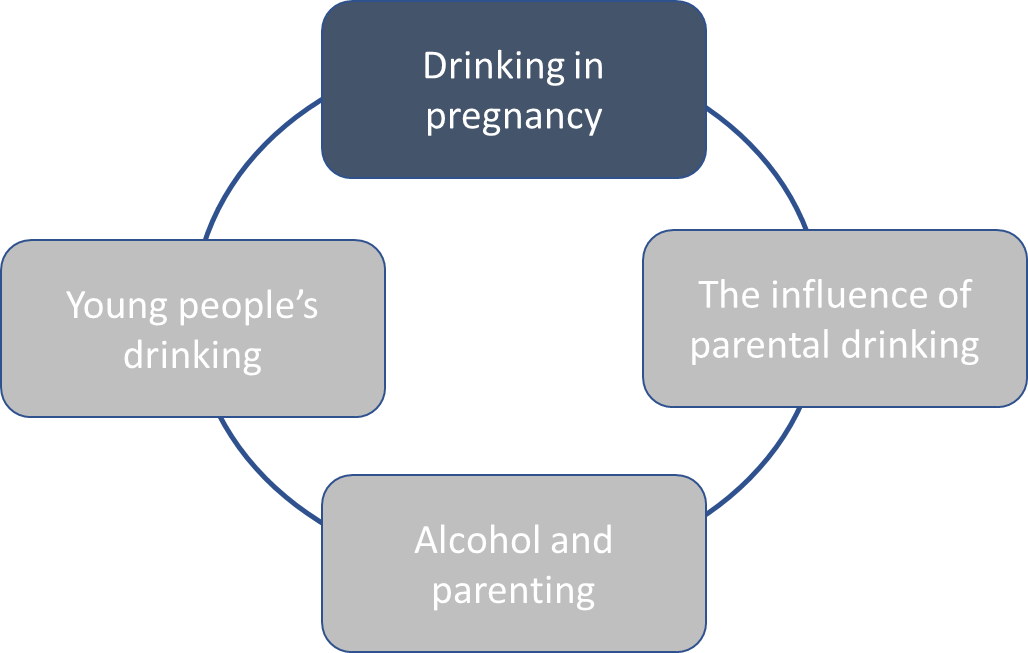 Drinking in
pregnancy
Young people’s
drinking
The influence of
parental drinking
Alcohol and
parenting